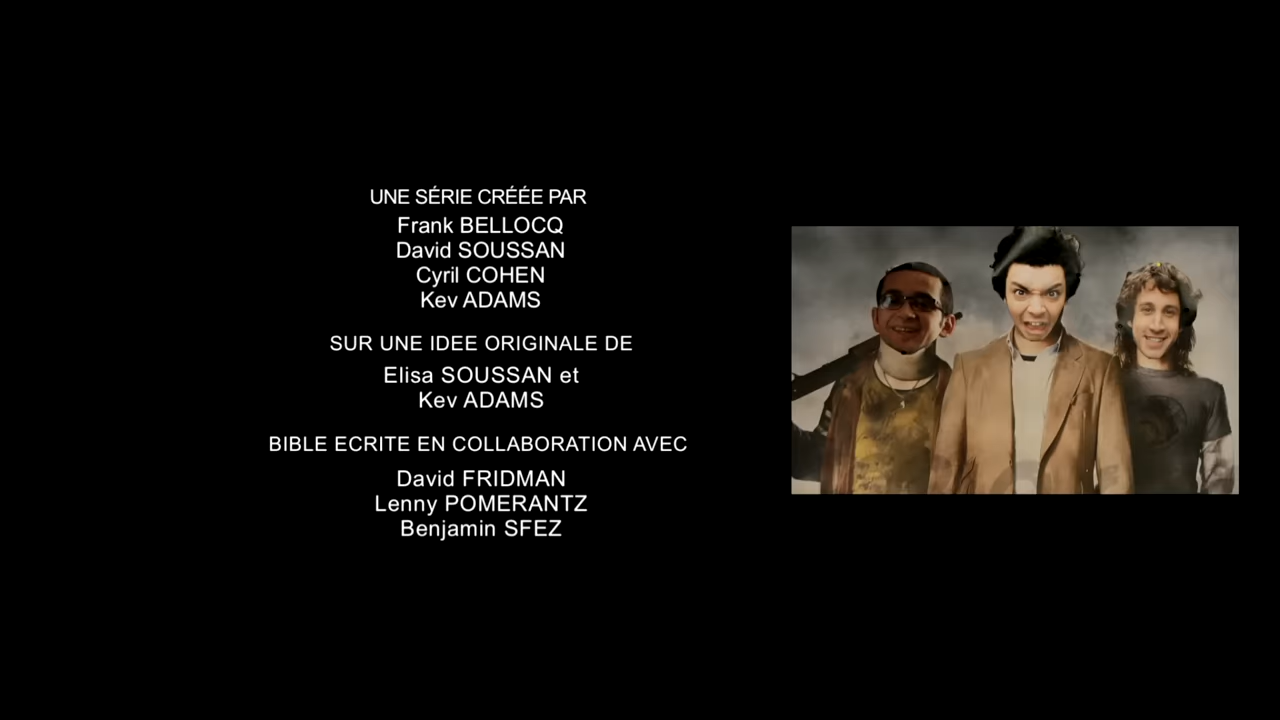 UNE SÉRIE CRÉÉE PAR
Frank BELLOCQ
David SOUSSAN
Cyril COHEN
Kev ADAMS
SUR UNE IDEE ORIGINALE DE
Elisa SOUSSAN et
Kev ADAMS
BIBLE ECRITE EN COLLABORATION AVEC
David FRIDMAN
Lenny POMERANTZ
Benjamin SFEZ